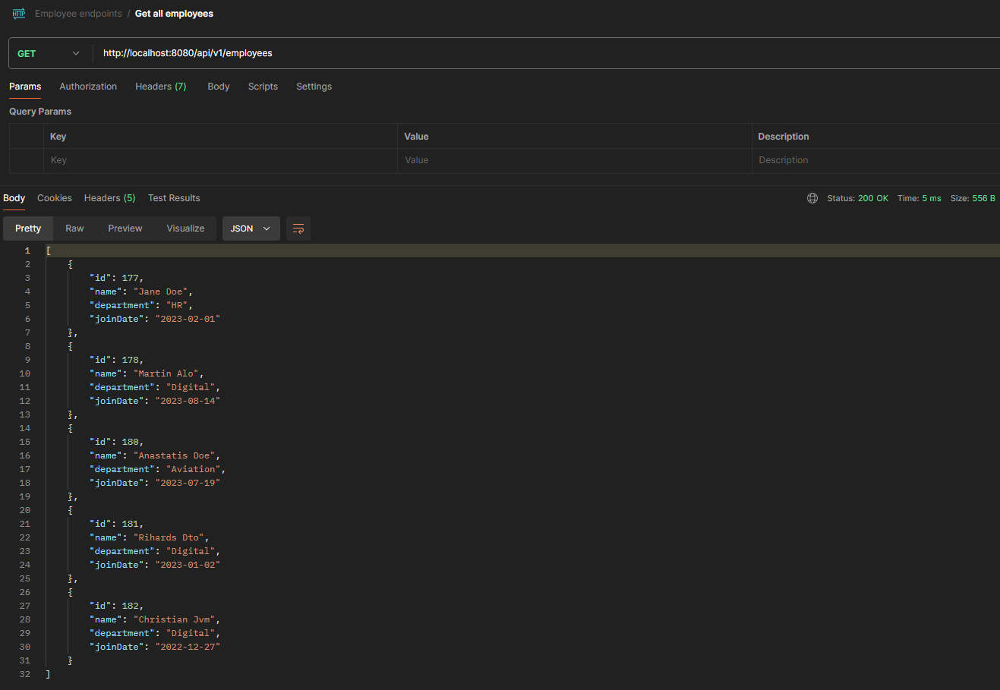 HTTP Employee endpoints / Get all employees
GET http://localhost:8080/api/v1/employees
Params Authorization Headers (7) Body Scripts Settings
Query Params
Key Value Description
Key Value Description
Body Cookies Headers (5) Test Results Status: 200 OK Time: 5 ms Size: 556 B
Pretty Raw Preview Visualize JSON
1 [
2 {
3 "id": 177,
4 "name": "Jane Doe",
5 "department": "HR",
6 "joinDate": "2023-02-01"
7 },
8 {
9 "id": 178,
10 "name": "Martin Alo",
11 "department": "Digital",
12 "joinDate": "2023-08-14"
13 },
14 {
15 "id": 180,
16 "name": "Anastatis Doe",
17 "department": "Aviation",
18 "joinDate": "2023-07-19"
19 },
20 {
21 "id": 181,
22 "name": "Rihards Dto",
23 "department": "Digital",
24 "joinDate": "2023-01-02"
25 },
26 {
27 "id": 182,
28 "name": "Christian Jvm",
29 "department": "Digital",
30 "joinDate": "2022-12-27"
31 }
32 ]